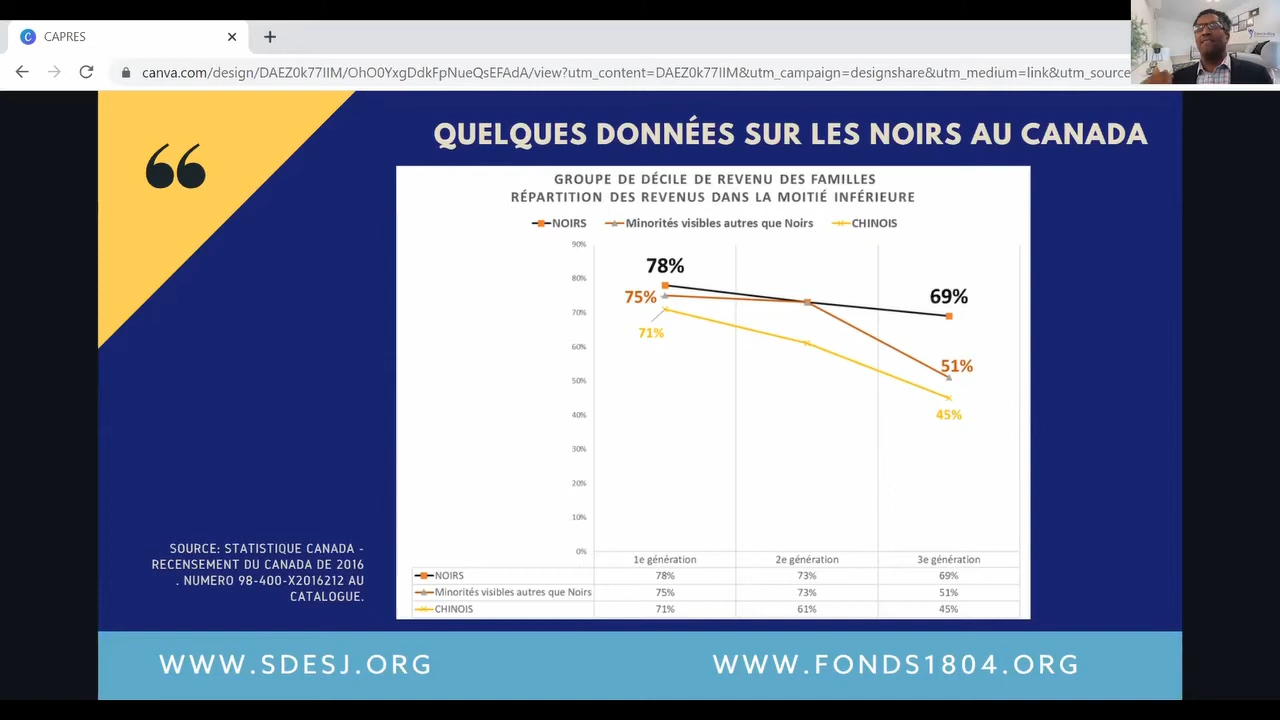 CAPRES
canva.com/design/DAEZ0k77IIM/OhO0YxgDdkFpNueQsEFAdA/view?utm_content=DAEZ0k77IIM&utm_campaign=designshare&utm_medium=link&utm_source
QUELQUES DONNÉES SUR LES NOIRS AU CANADA
GROUPE DE DÉCILE DE REVENU DES FAMILLES
RÉPARTITION DES REVENUS DANS LA MOITIÉ INFÉRIEURE
NOIRS Minorités visibles autres que Noirs CHINOIS
90%
80%
70%
60%
50%
40%
30%
20%
10%
0%
78%
75%
71%
69%
51%
45%
1e génération 2e génération 3e génération
NOIRS 78% 73% 69%
Minorités visibles autres que Noirs 75% 73% 51%
CHINOIS 71% 61% 45%
SOURCE: STATISTIQUE CANADA -
RECENSEMENT DU CANADA DE 2016
. NUMERO 98-400-X2016212 AU
CATALOGUE.
WWW.SDESJ.ORG
WWW.FONDS1804.ORG